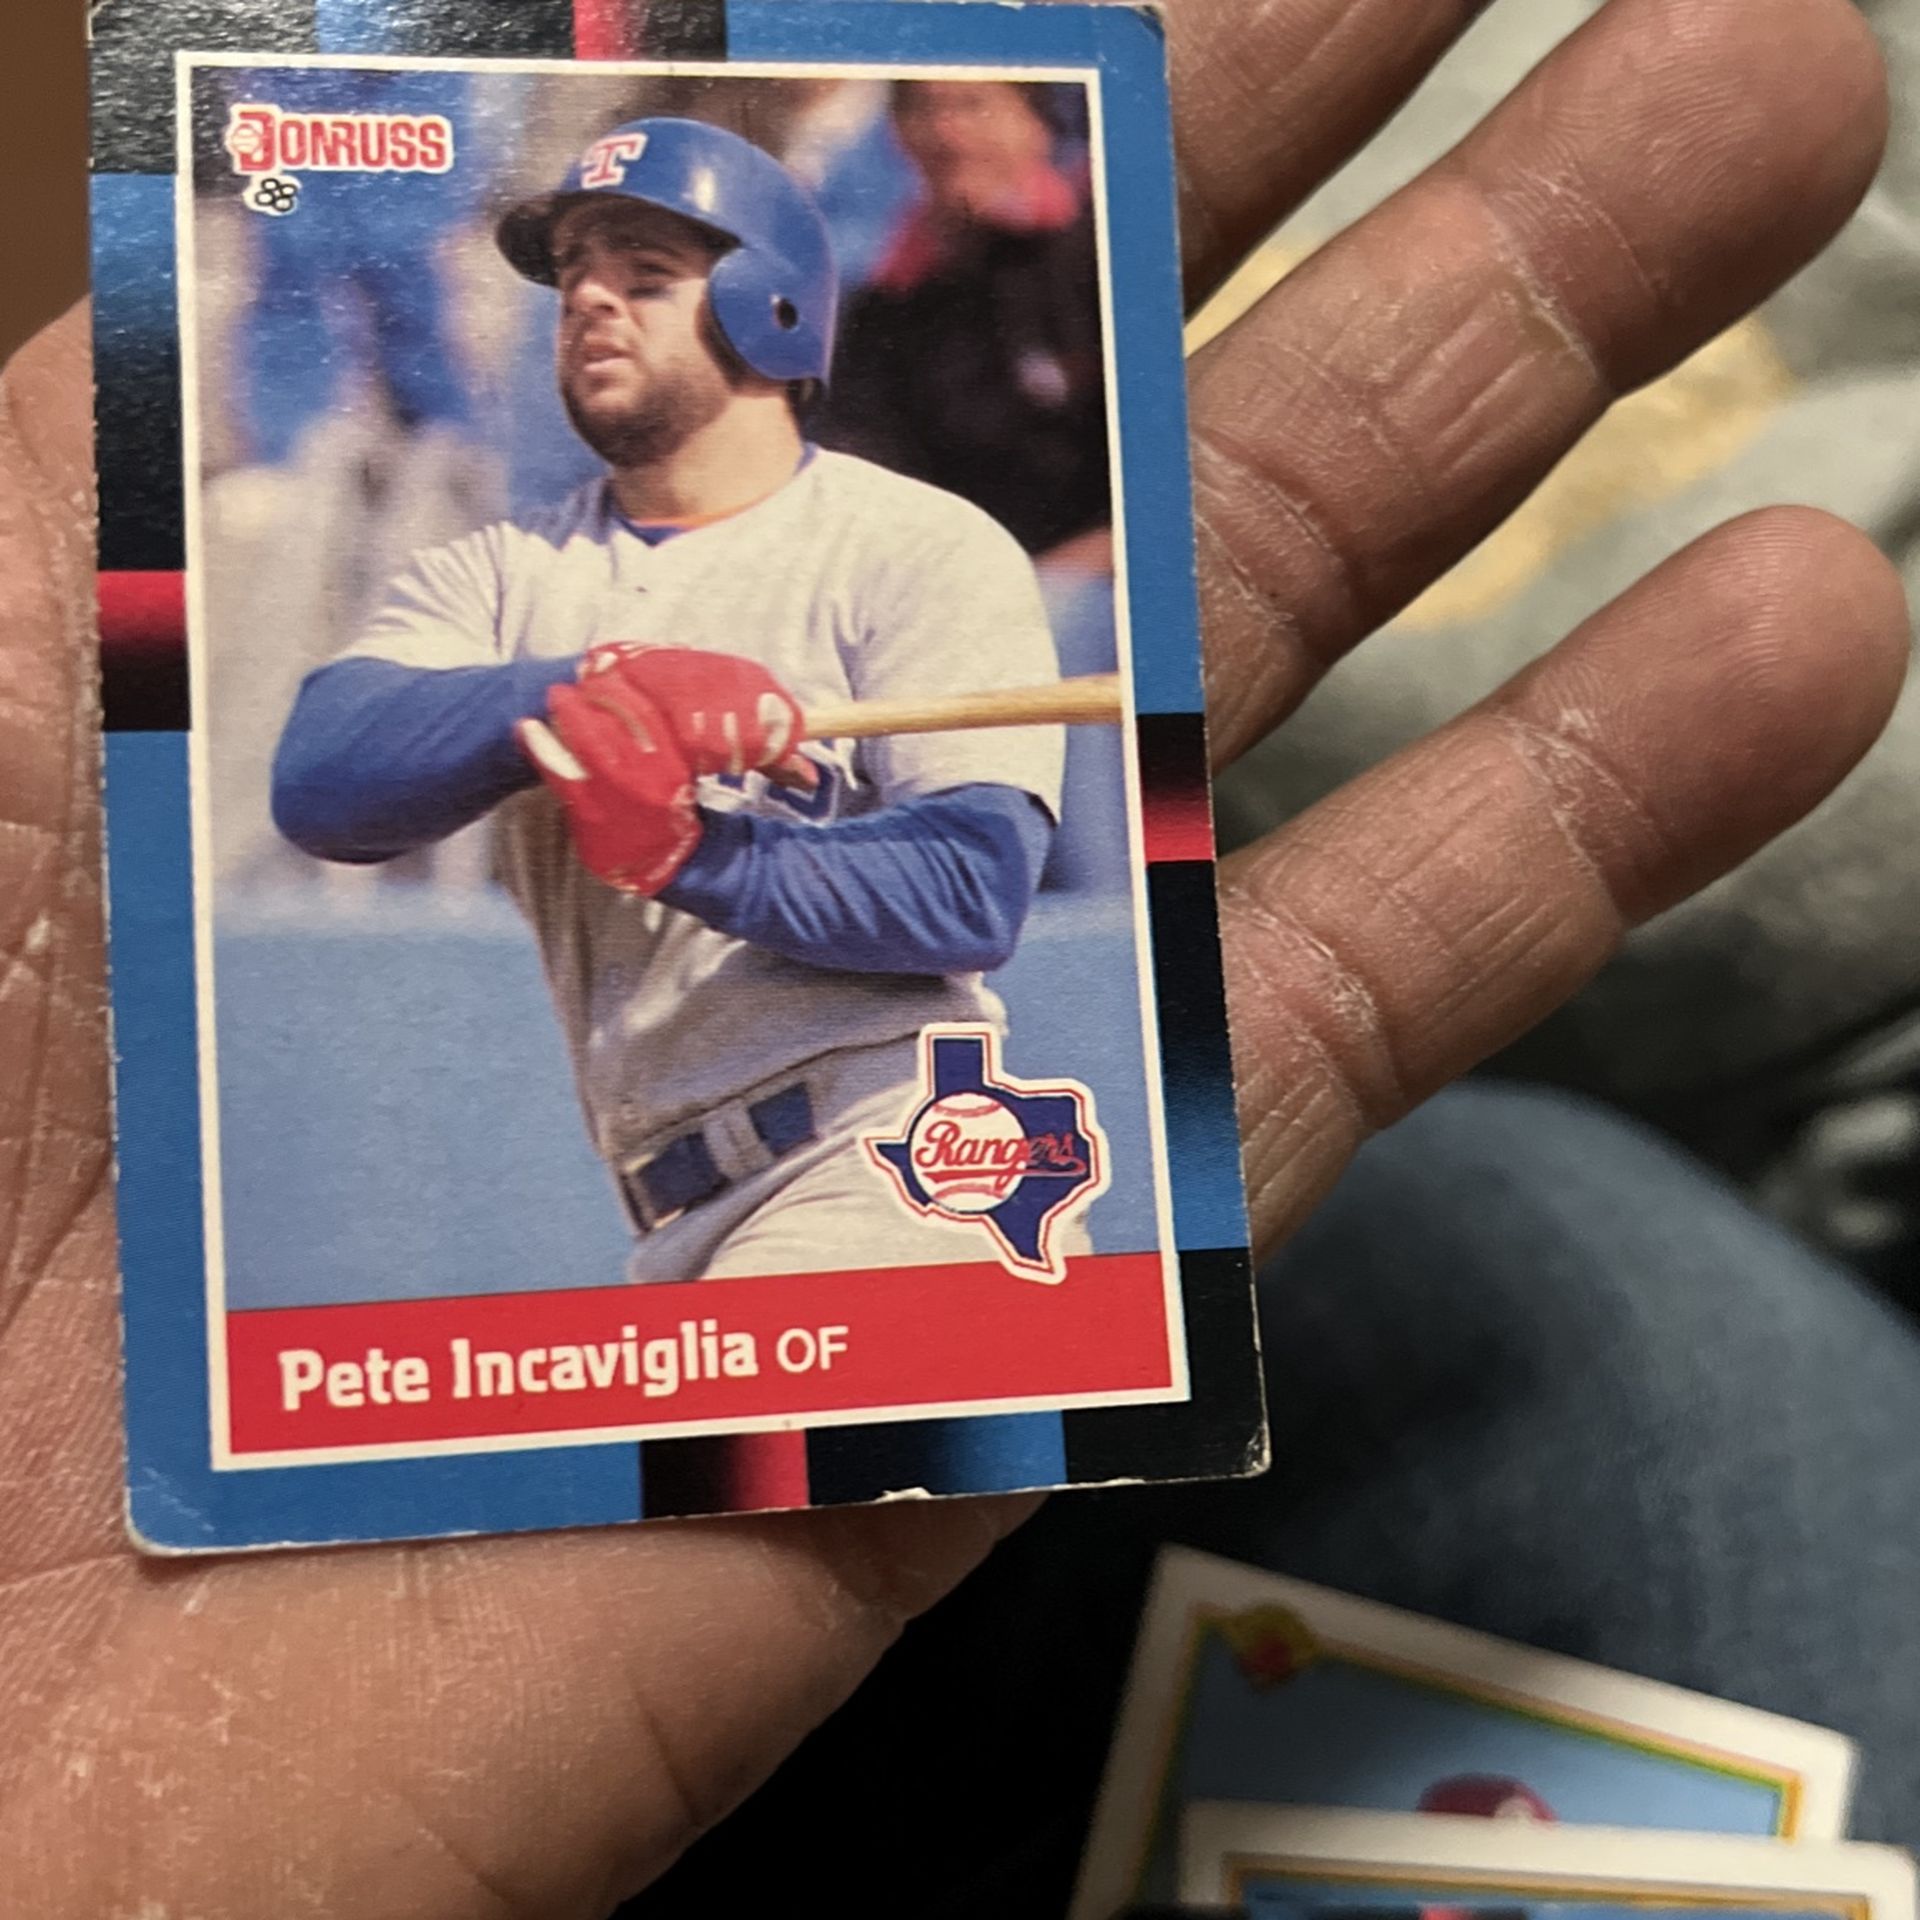 DONRUSS
88
T
Rangers
Pete Incaviglia OF